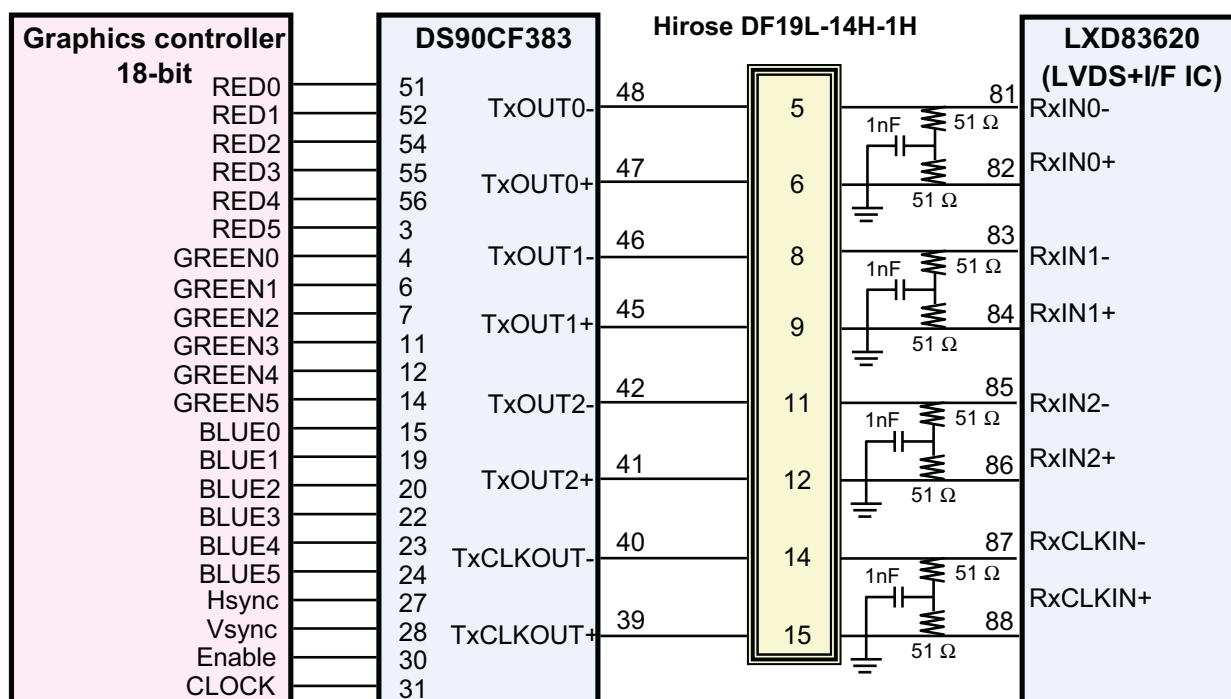 Graphics controller
18-bit
RED0
RED1
RED2
RED3
RED4
RED5
GREEN0
GREEN1
GREEN2
GREEN3
GREEN4
GREEN5
BLUE0
BLUE1
BLUE2
BLUE3
BLUE4
BLUE5
Hsync
Vsync
Enable
CLOCK
DS90CF383
51
52
54
55
56
3
4
6
7
11
12
14
15
19
20
22
23
24
27
28
30
31
TxOUT0-
TxOUT0+
TxOUT1-
TxOUT1+
TxOUT2-
TxOUT2+
TxCLKOUT-
TxCLKOUT+
48
47
46
45
42
41
40
39
Hirose DF19L-14H-1H
5
6
8
9
11
12
14
15
81
1nF
51 Ω
82
51 Ω
83
1nF
51 Ω
84
51 Ω
85
1nF
51 Ω
86
51 Ω
87
1nF
51 Ω
88
51 Ω
LXD83620
(LVDS+I/F IC)
RxIN0-
RxIN0+
RxIN1-
RxIN1+
RxIN2-
RxIN2+
RxCLKIN-
RxCLKIN+